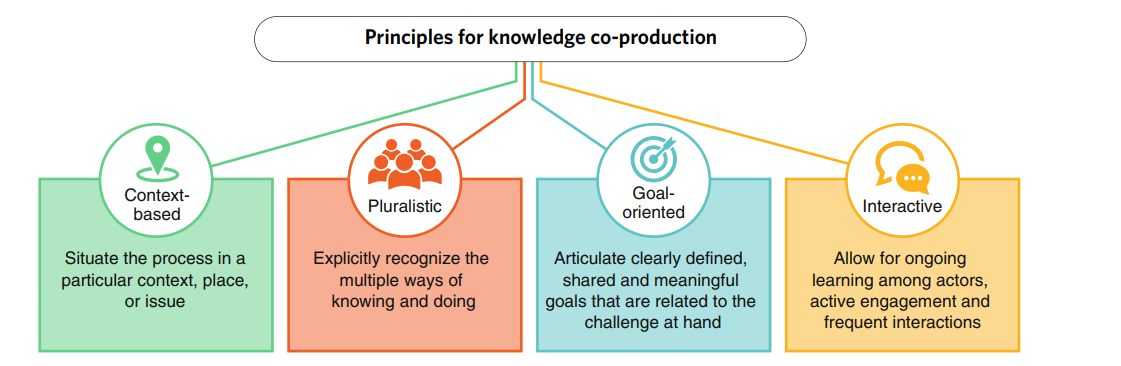 Principles for knowledge co-production
Context-
based
Situate the process in a
particular context, place,
or issue
Pluralistic
Explicitly recognize the
multiple ways of
knowing and doing
Goal-
oriented
Articulate clearly defined,
shared and meaningful
goals that are related to the
challenge at hand
Interactive
Allow for ongoing
learning among actors,
active engagement and
frequent interactions